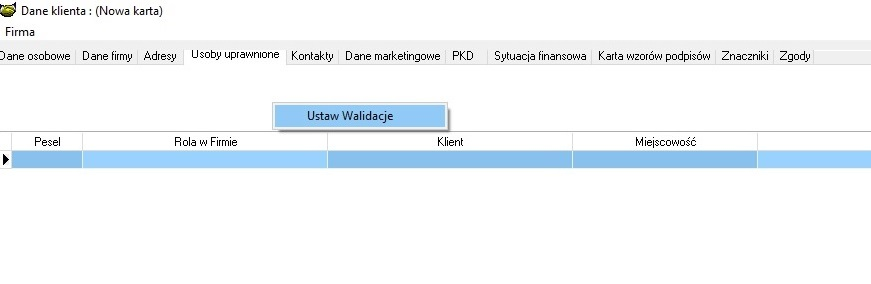 Dane klienta : (Nowa karta)
Firma
Dane osobowe Dane firmy Adresy Usoby uprawnione Kontakty Dane marketingowe PKD Sytuacja finansowa Karta wzorów podpisów Znaczniki Zgody
Ustaw Walidacje
Pesel Rola w Firmie Klient Miejscowość